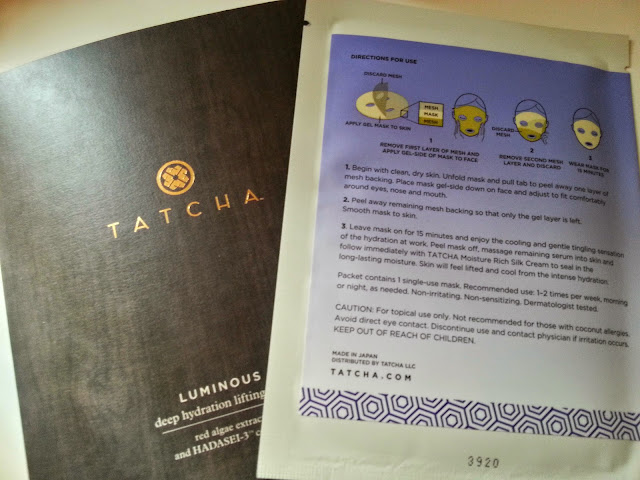 TATCHA
LUMINOUS
deep hydration lifting
red algae extract
and HADASEI-3™
DIRECTIONS FOR USE
DISCARD MESH
MESH
MASK
MESH
APPLY GEL MASK TO SKIN
DISCARD
MESH
1
REMOVE FIRST LAYER OF MESH AND
APPLY GEL-SIDE OF MASK TO FACE
2
REMOVE SECOND MESH
LAYER AND DISCARD
3
WEAR MASK FOR
15 MINUTES
1. Begin with clean, dry skin. Unfold mask and pull tab to peel away one layer of
mesh backing. Place mask gel-side down on face and adjust to fit comfortably
around eyes, nose and mouth.
2. Peel away remaining mesh backing so that only the gel layer is left.
Smooth mask to skin.
3. Leave mask on for 15 minutes and enjoy the cooling and gentle tingling sensation
of the hydration at work. Peel mask off, massage remaining serum into skin and
follow immediately with TATCHA Moisture Rich Silk Cream to seal in the
long-lasting moisture. Skin will feel lifted and cool from the intense hydration.
Packet contains 1 single-use mask. Recommended use: 1-2 times per week, morning
or night, as needed. Non-irritating. Non-sensitizing. Dermatologist tested.
CAUTION: For topical use only. Not recommended for those with coconut allergies.
Avoid direct eye contact. Discontinue use and contact physician if irritation occurs.
KEEP OUT OF REACH OF CHILDREN.
MADE IN JAPAN
DISTRIBUTED BY TATCHA LLC
TATCHA.COM
3920